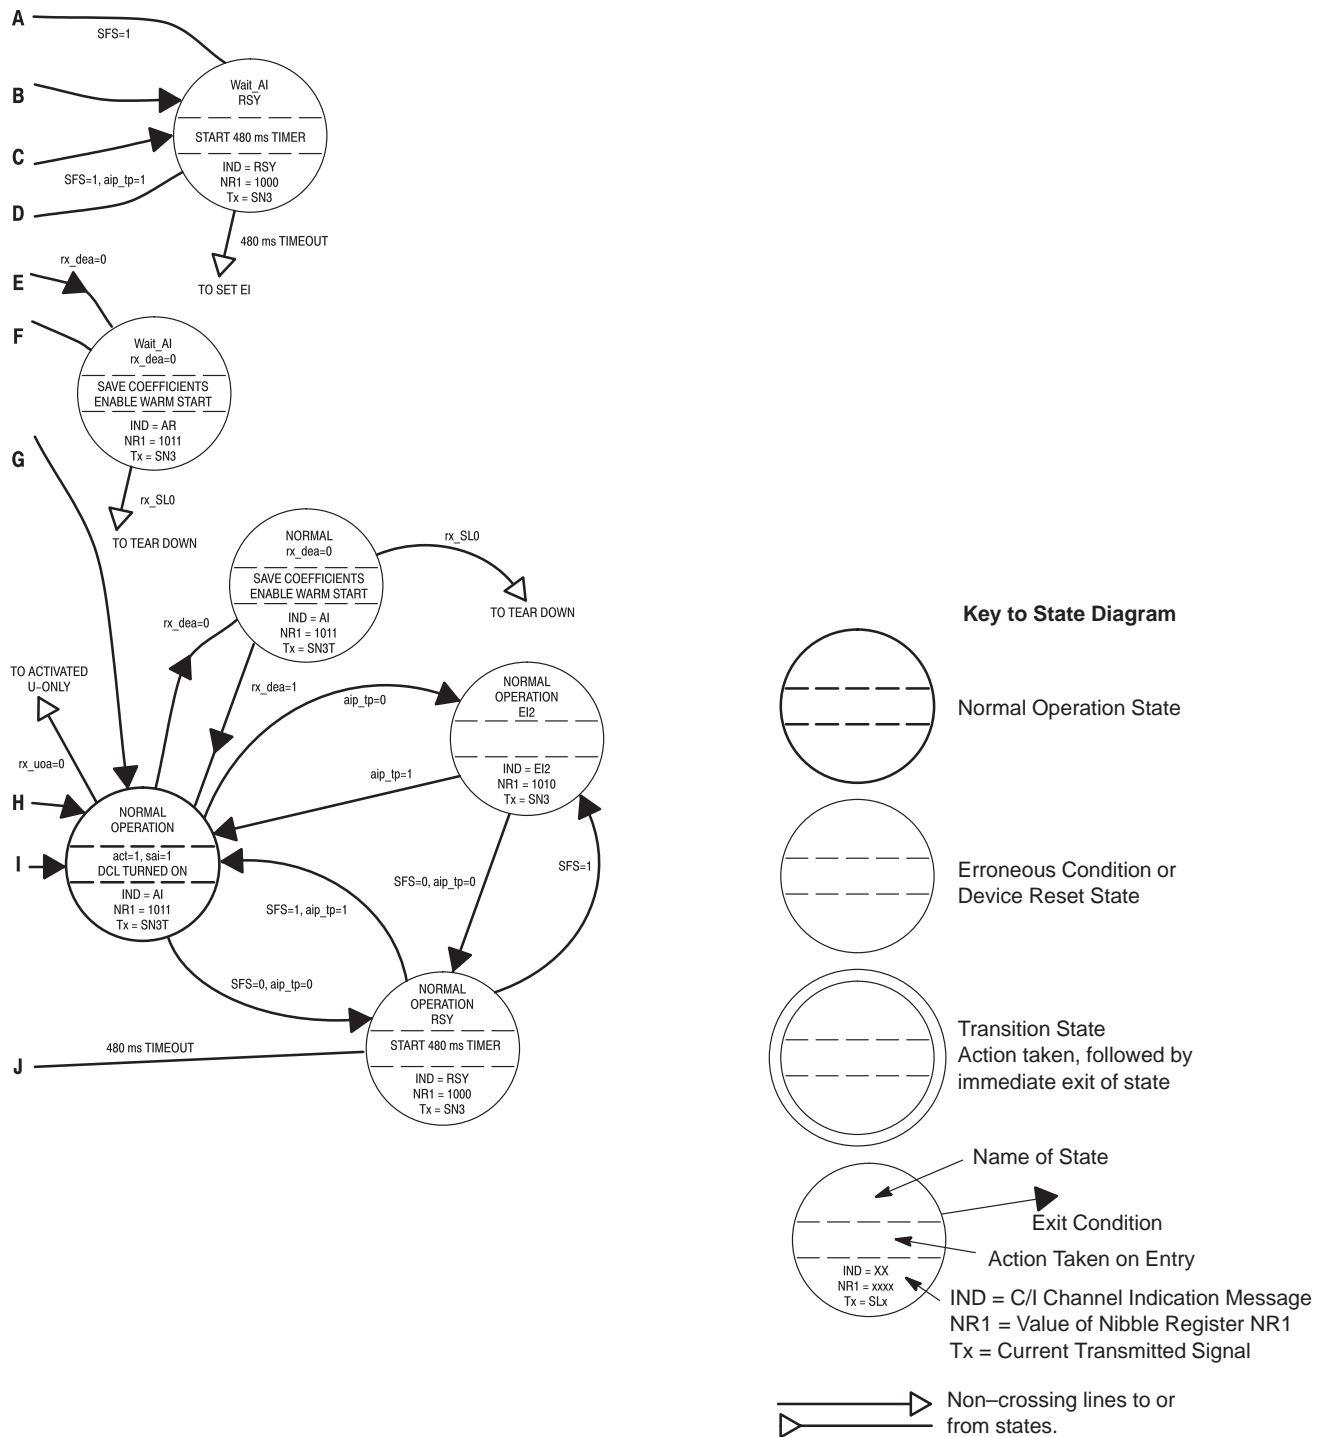 A
SFS=1
B
C
SFS=1, aip_tp=1
D
Wait_AI
RSY
START 480 ms TIMER
IND = RSY
NR1 = 1000
Tx = SN3
480 ms TIMEOUT
TO SET EI
rx_dea=0
E
F
Wait_AI
rx_dea=0
SAVE COEFFICIENTS
ENABLE WARM START
IND = AR
NR1 = 1011
Tx = SN3
rx_SL0
TO TEAR DOWN
G
NORMAL
rx_dea=0
SAVE COEFFICIENTS
ENABLE WARM START
IND = AI
NR1 = 1011
Tx = SN3T
rx_SL0
TO TEAR DOWN
rx_dea=0
rx_dea=1
aip_tp=0
TO ACTIVATED
U–ONLY
rx_uoa=0
NORMAL
OPERATION
EI2
IND = EI2
NR1 = 1010
Tx = SN3
aip_tp=1
H
I
NORMAL
OPERATION
act=1, sai=1
DCL TURNED ON
IND = AI
NR1 = 1011
Tx = SN3T
SFS=0, aip_tp=0
SFS=1
SFS=1, aip_tp=1
SFS=0, aip_tp=0
NORMAL
OPERATION
RSY
START 480 ms TIMER
IND = RSY
NR1 = 1000
Tx = SN3
480 ms TIMEOUT
J
Key to State Diagram
Normal Operation State
Erroneous Condition or
Device Reset State
Transition State
Action taken, followed by
immediate exit of state
Name of State
Exit Condition
Action Taken on Entry
IND = XX
NR1 = xxxx
Tx = SLx
IND = C/I Channel Indication Message
NR1 = Value of Nibble Register NR1
Tx = Current Transmitted Signal
Non–crossing lines to or
from states.